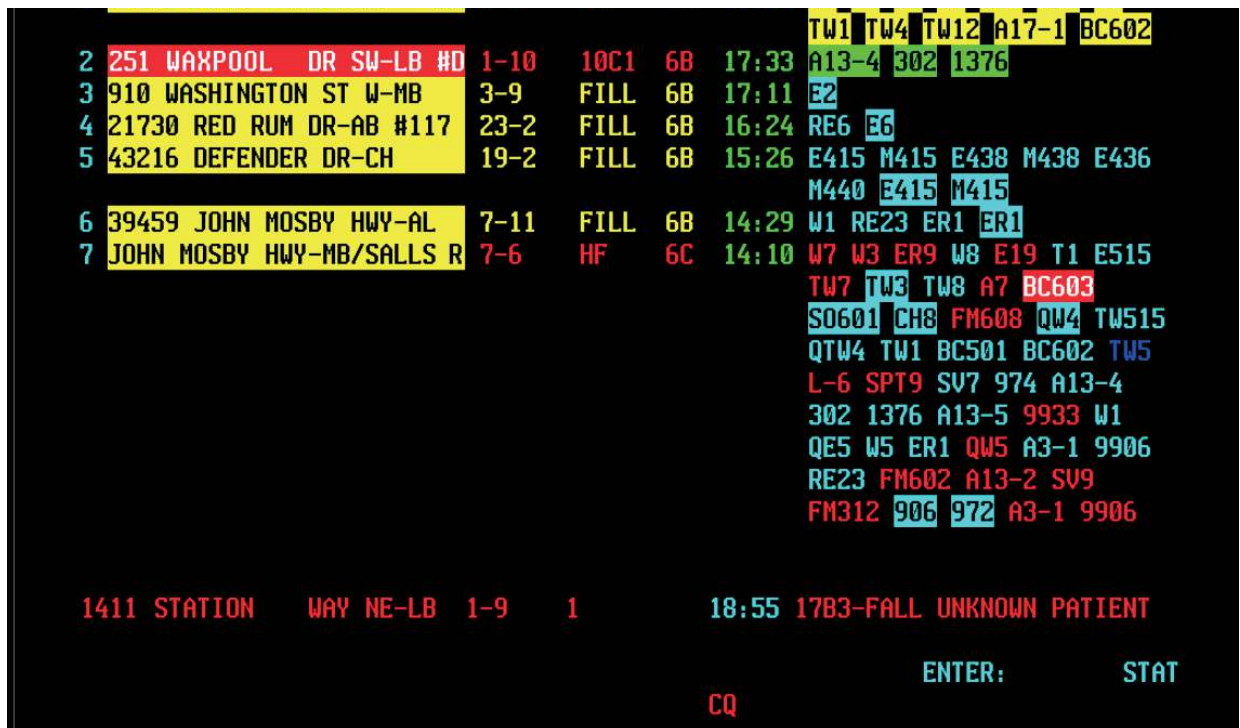 TW1 TW4 TW12 A17-1 BC602
2 251 WAXPOOL DR SW-LB #D 1-10 10C1 6B 17:33 A13-4 302 1376
3 910 WASHINGTON ST W-MB 3-9 FILL 6B 17:11 E2
4 21730 RED RUM DR-AB #117 23-2 FILL 6B 16:24 RE6 E6
5 43216 DEFENDER DR-CH 19-2 FILL 6B 15:26 E415 M415 E438 M438 E436
M440 E415 M415
6 39459 JOHN MOSBY HWY-AL 7-11 FILL 6B 14:29 W1 RE23 ER1 ER1
7 JOHN MOSBY HWY-MB/SALLS R 7-6 HF 6C 14:10 W7 W3 ER9 W8 E19 T1 E515
TW7 TW3 TW8 A7 BC603
SO601 CH8 FM608 QW4 TW515
QTW4 TW1 BC501 BC602 TW5
L-6 SPT9 SV7 974 A13-4
302 1376 A13-5 9933 W1
QE5 W5 ER1 QW5 A3-1 9906
RE23 FM602 A13-2 SV9
FM312 906 972 A3-1 9906
1411 STATION WAY NE-LB 1-9 1 18:55 17B3-FALL UNKNOWN PATIENT
ENTER: STAT
CQ